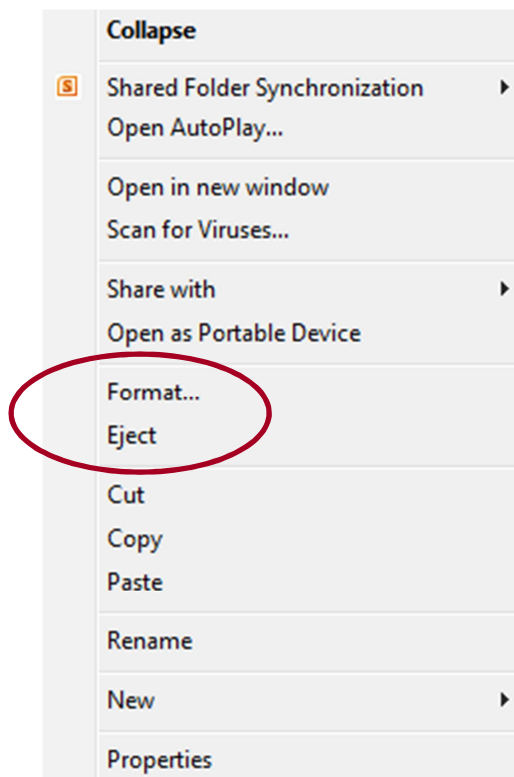 Collapse
S
Shared Folder Synchronization
Open AutoPlay...
Open in new window
Scan for Viruses...
Share with
Open as Portable Device
Format...
Eject
Cut
Copy
Paste
Rename
New
Properties